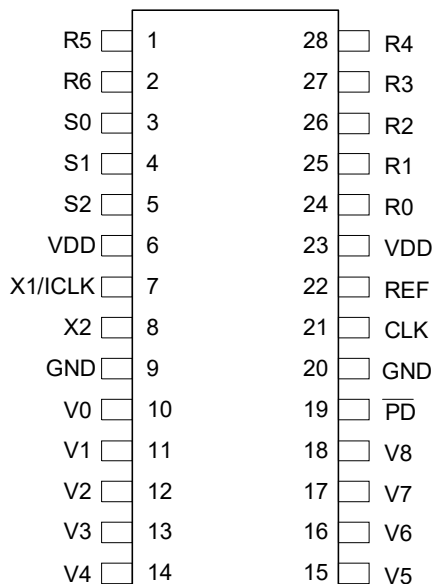 R5 1 28 R4
R6 2 27 R3
S0 3 26 R2
S1 4 25 R1
S2 5 24 R0
VDD 6 23 VDD
X1/ICLK 7 22 REF
X2 8 21 CLK
GND 9 20 GND
V0 10 19 PD
V1 11 18 V8
V2 12 17 V7
V3 13 16 V6
V4 14 15 V5